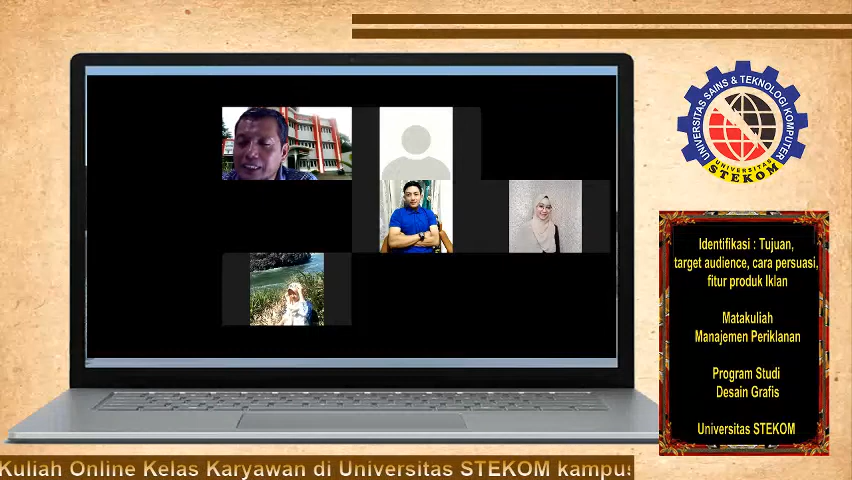 UNIVERSITAS SAINS & TEKNOLOGI KOMPUTER
UNIVERSITAS
STEKOM
Identifikasi : Tujuan,
target audience, cara persuasi,
fitur produk Iklan
Matakuliah
Manajemen Periklanan
Program Studi
Desain Grafis
Universitas STEKOM
Kuliah Online Kelas Karyawan di Universitas STEKOM kampus